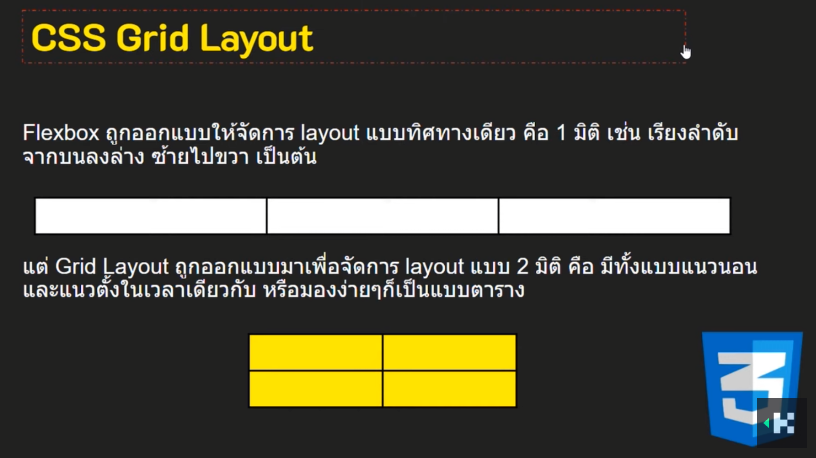 CSS Grid Layout
Flexbox ถูกออกแบบให้จัดการ layout แบบทิศทางเดียว คือ 1 มิติ เช่น เรียงลำดับ
จากบนลงล่าง ซ้ายไปขวา เป็นต้น
แต่ Grid Layout ถูกออกแบบมาเพื่อจัดการ layout แบบ 2 มิติ คือ มีทั้งแบบแนวนอน
และแนวตั้งในเวลาเดียวกับ หรือมองง่ายๆก็เป็นแบบตาราง
3